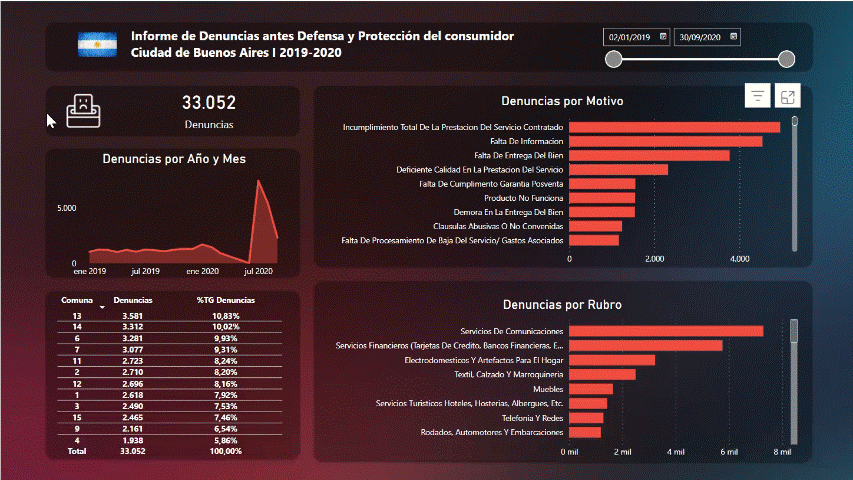 Informe de Denuncias antes Defensa y Protección del consumidor
Ciudad de Buenos Aires I 2019-2020
02/01/2019
30/09/2020
33.052
Denuncias
Denuncias por Año y Mes
5.000
0
ene 2019 jul 2019 ene 2020 jul 2020
Comuna Denuncias %TG Denuncias
13 3.581 10,83%
14 3.312 10,02%
6 3.281 9,93%
7 3.077 9,31%
11 2.723 8,24%
2 2.710 8,20%
12 2.696 8,16%
1 2.618 7,92%
3 2.490 7,53%
15 2.465 7,46%
9 2.161 6,54%
4 1.938 5,86%
Total 33.052 100,00%
Denuncias por Motivo
Incumplimiento Total De La Prestacion Del Servicio Contratado
Falta De Informacion
Falta De Entrega Del Bien
Deficiente Calidad En La Prestacion Del Servicio
Falta De Cumplimento Garantia Posventa
Producto No Funciona
Demora En La Entrega Del Bien
Clausulas Abusivas O No Convenidas
Falta De Procesamiento De Baja Del Servicio/ Gastos Asociados
0 2.000 4.000
Denuncias por Rubro
Servicios De Comunicaciones
Servicios Financieros (Tarjetas De Credito, Bancos Financieras, E...
Electrodomesticos Y Artefactos Para El Hogar
Textil, Calzado Y Marroquineria
Muebles
Servicios Turisticos Hoteles, Hosterias, Albergues, Etc.
Telefonia Y Redes
Rodados, Automotores Y Embarcaciones
0 mil 2 mil 4 mil 6 mil 8 mil